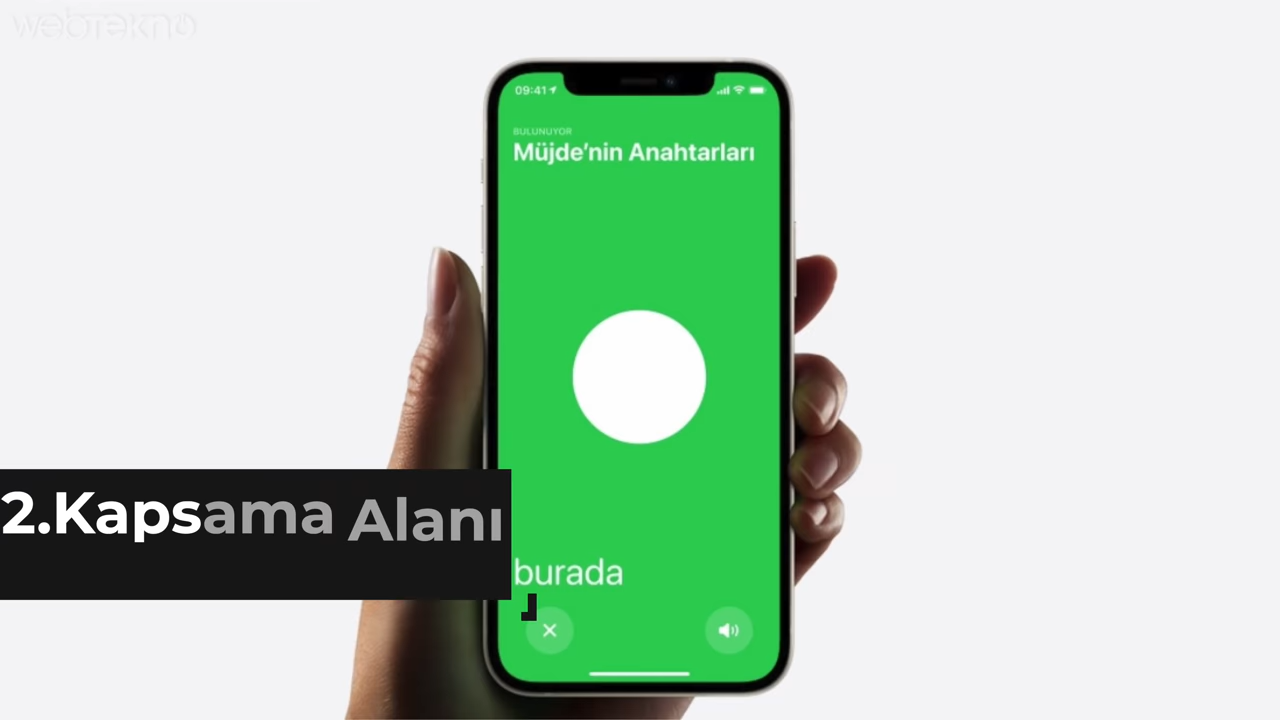 webtekno
09:41
BULUNUYOR
Müjde'nin Anahtarları
2.Kapsama Alanı
burada